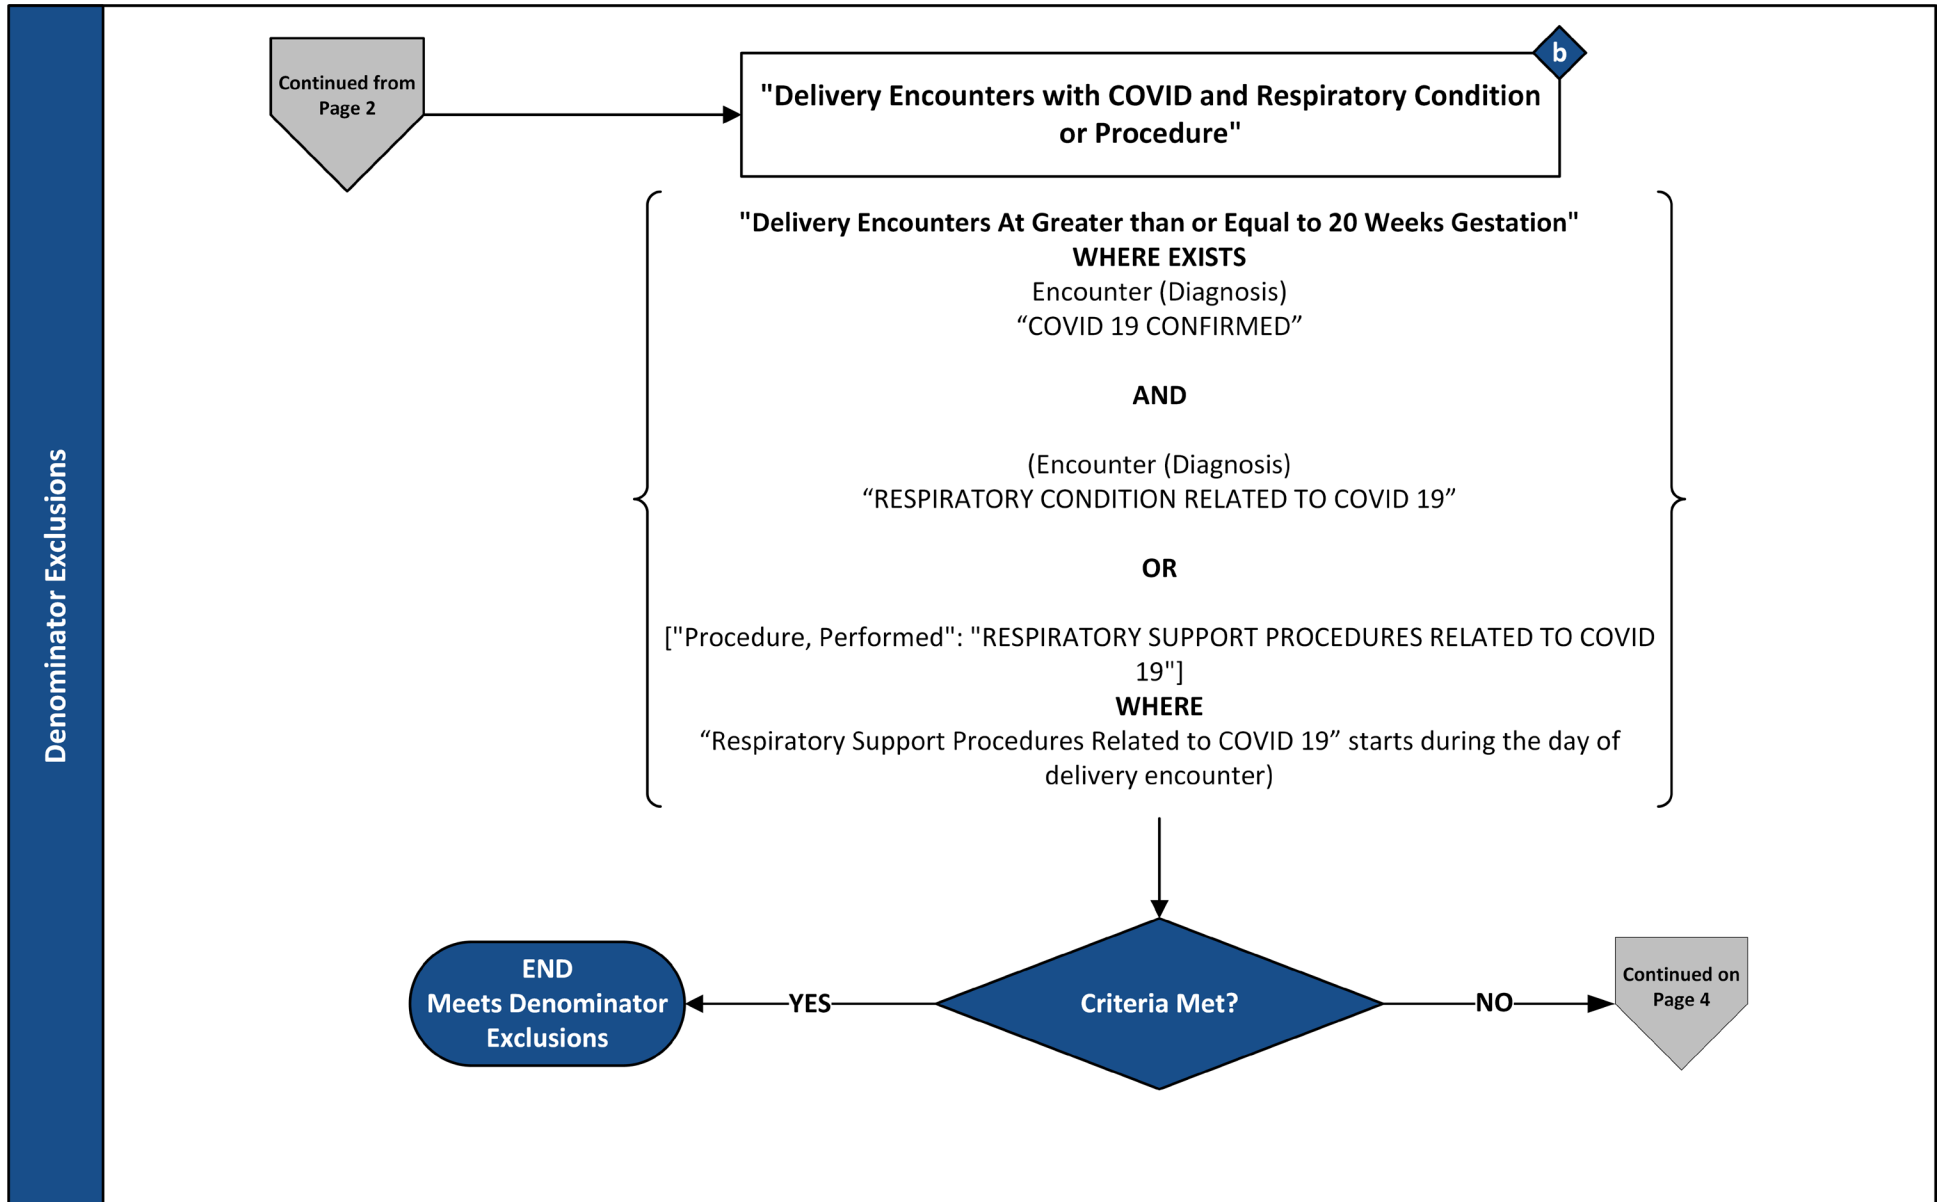 Denominator Exclusions
Continued from
Page 2
b
"Delivery Encounters with COVID and Respiratory Condition
or Procedure"
"Delivery Encounters At Greater than or Equal to 20 Weeks Gestation"
WHERE EXISTS
Encounter (Diagnosis)
“COVID 19 CONFIRMED”
AND
(Encounter (Diagnosis)
“RESPIRATORY CONDITION RELATED TO COVID 19”
OR
["Procedure, Performed": "RESPIRATORY SUPPORT PROCEDURES RELATED TO COVID
19"]
WHERE
“Respiratory Support Procedures Related to COVID 19” starts during the day of
delivery encounter)
END
Meets Denominator
Exclusions
YES
Criteria Met?
NO
Continued on
Page 4